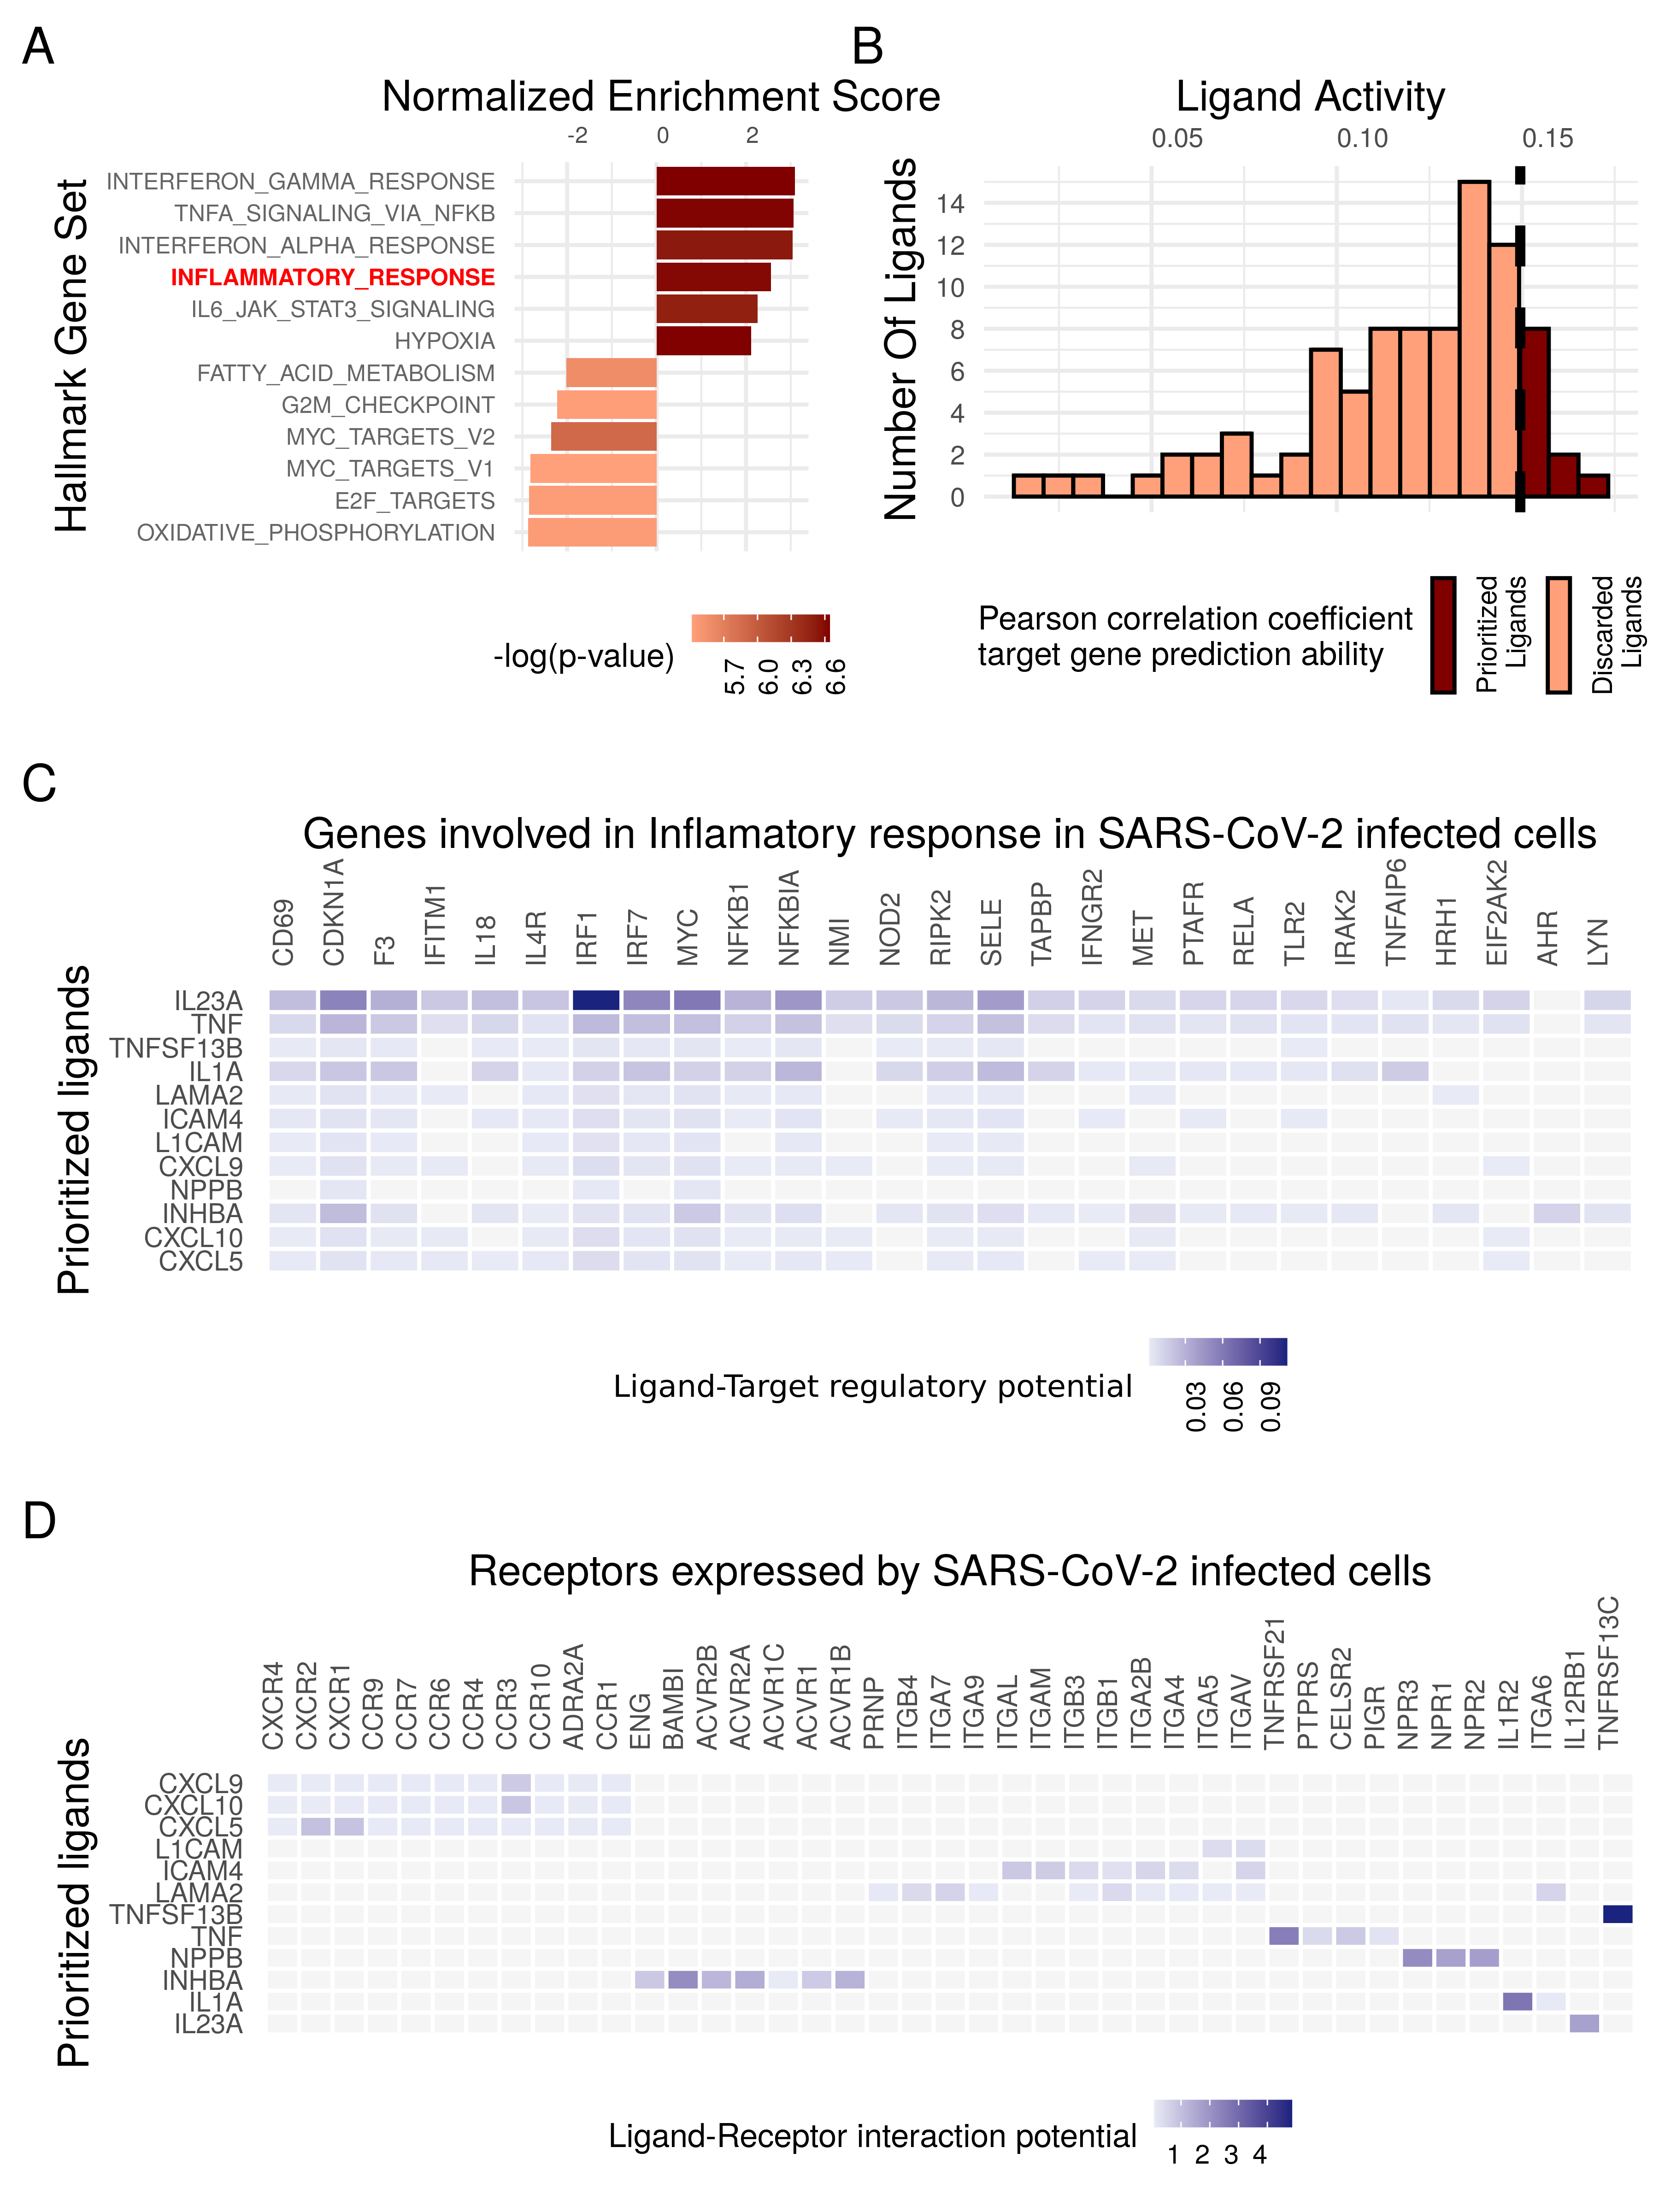 A
Normalized Enrichment Score
-2 0 2
Hallmark Gene Set
INTERFERON_GAMMA_RESPONSE
TNFA_SIGNALING_VIA_NFKB
INTERFERON_ALPHA_RESPONSE
INFLAMMATORY_RESPONSE
IL6_JAK_STAT3_SIGNALING
HYPOXIA
FATTY_ACID_METABOLISM
G2M_CHECKPOINT
MYC_TARGETS_V2
MYC_TARGETS_V1
E2F_TARGETS
OXIDATIVE_PHOSPHORYLATION
-log(p-value)
5.7 6.0 6.3 6.6
B
Ligand Activity
0.05 0.10 0.15
Number Of Ligands
14
12
10
8
6
4
2
0
Pearson correlation coefficient
target gene prediction ability
Prioritized
Ligands
Discarded
Ligands
C
Genes involved in Inflamatory response in SARS-CoV-2 infected cells
CD69 CDKN1A F3 IFITM1 IL18 IL4R IRF1 IRF7 MYC NFKB1 NFKBIA NMI NOD2 RIPK2 SELE TAPBP IFNGR2 MET PTAFR RELA TLR2 IRAK2 TNFAIP6 HRH1 EIF2AK2 AHR LYN
Prioritized ligands
IL23A
TNF
TNFSF13B
IL1A
LAMA2
ICAM4
L1CAM
CXCL9
NPPB
INHBA
CXCL10
CXCL5
Ligand-Target regulatory potential
0.03 0.06 0.09
D
Receptors expressed by SARS-CoV-2 infected cells
CXCR4 CXCR2 CXCR1 CCR9 CCR7 CCR6 CCR4 CCR3 CCR10 ADRA2A CCR1 ENG BAMBI ACVR2B ACVR2A ACVR1C ACVR1 ACVR1B PRNP ITGB4 ITGA7 ITGA9 ITGAL ITGAM ITGB3 ITGB1 ITGA2B ITGA4 ITGA5 ITGAV TNFRSF21 PTPRS CELSR2 PIGR NPR3 NPR1 NPR2 IL1R2 ITGA6 IL12RB1 TNFRSF13C
Prioritized ligands
CXCL9
CXCL10
CXCL5
L1CAM
ICAM4
LAMA2
TNFSF13B
TNF
NPPB
INHBA
IL1A
IL23A
Ligand-Receptor interaction potential
1 2 3 4